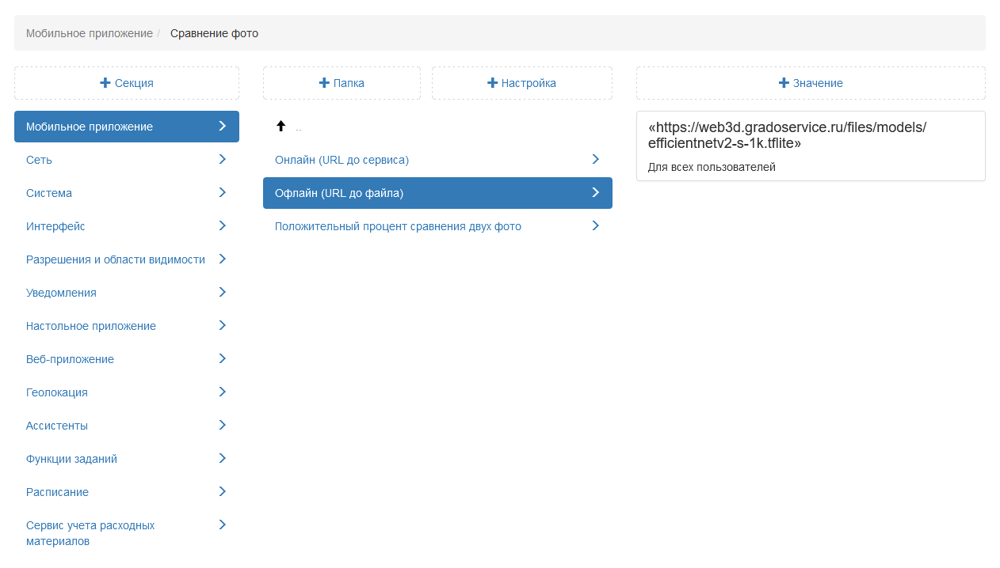 Мобильное приложение / Сравнение фото
Секция
Папка
Настройка
Значение
Мобильное приложение
Сеть
Система
Интерфейс
Разрешения и области видимости
Уведомления
Настольное приложение
Веб-приложение
Геолокация
Ассистенты
Функции заданий
Расписание
Сервис учета расходных
материалов
..
Онлайн (URL до сервиса)
Офлайн (URL до файла)
Положительный процент сравнения двух фото
«https://web3d.gradoservice.ru/files/models/
efficientnetv2-s-1k.tflite»
Для всех пользователей